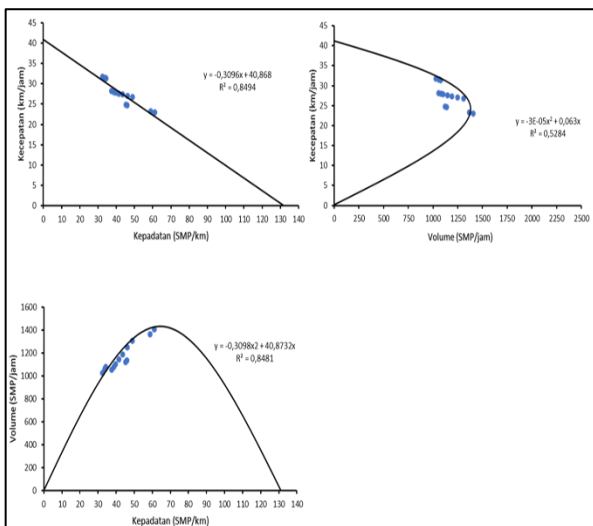 45
40
35
30
25
20
15
10
5
0
Kecepatan (km/jam)
y = -0,3096x + 40,868
R² = 0,8494
0 10 20 30 40 50 60 70 80 90 100 110 120 130 140
Kepadatan (SMP/km)
45
40
35
30
25
20
15
10
5
0
Kecepatan (km/jam)
y = -3E-05x² + 0,063x
R² = 0,5284
0 250 500 750 1000 1250 1500 1750 2000 2250 2500
Volume (SMP/jam)
1600
1400
1200
1000
800
600
400
200
0
Volume (SMP/jam)
y = -0,3098x2 + 40,8732x
R² = 0,8481
0 10 20 30 40 50 60 70 80 90 100 110 120 130 140
Kepadatan (SMP/km)